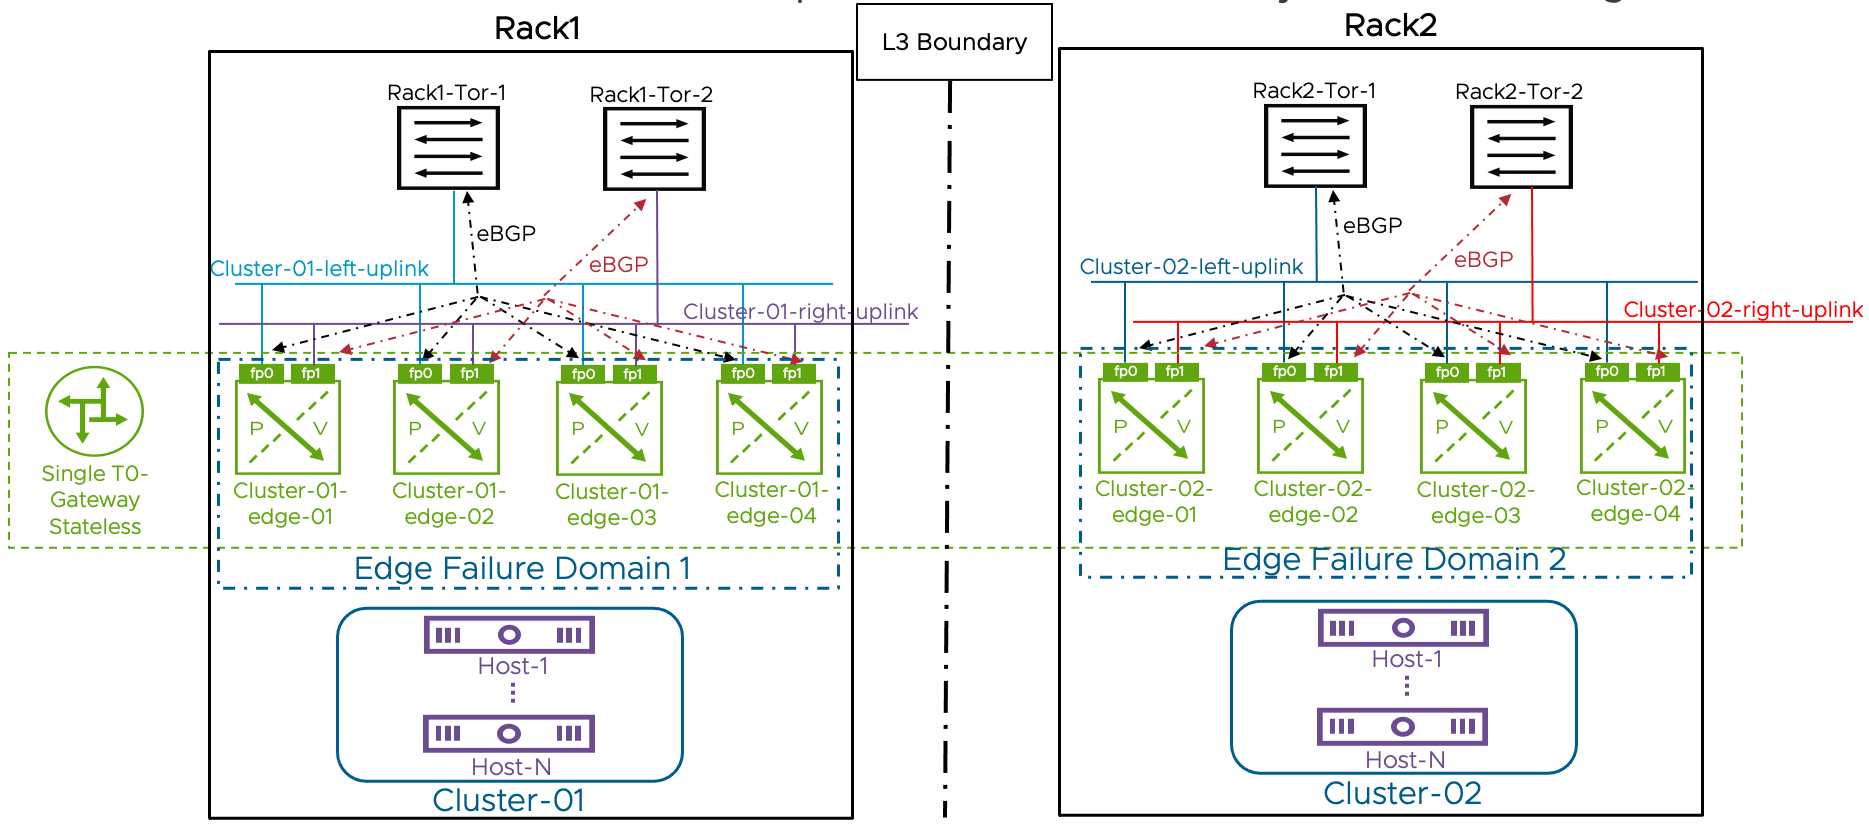 Rack1
L3 Boundary
Rack2
Rack1-Tor-1
Rack1-Tor-2
Rack2-Tor-1
Rack2-Tor-2
eBGP
eBGP
eBGP
eBGP
Cluster-01-left-uplink
Cluster-01-right-uplink
Cluster-02-left-uplink
Cluster-02-right-uplink
fp0
fp1
fp0
fp1
fp0
fp1
fp0
fp1
fp0
fp1
fp0
fp1
fp0
fp1
fp0
fp1
P
V
P
V
P
V
P
V
P
V
P
V
P
V
P
V
Single T0-
Gateway
Stateless
Cluster-01-
edge-01
Cluster-01-
edge-02
Cluster-01-
edge-03
Cluster-01-
edge-04
Cluster-02-
edge-01
Cluster-02-
edge-02
Cluster-02-
edge-03
Cluster-02-
edge-04
Edge Failure Domain 1
Edge Failure Domain 2
Host-1
Host-N
Cluster-01
Host-1
Host-N
Cluster-02